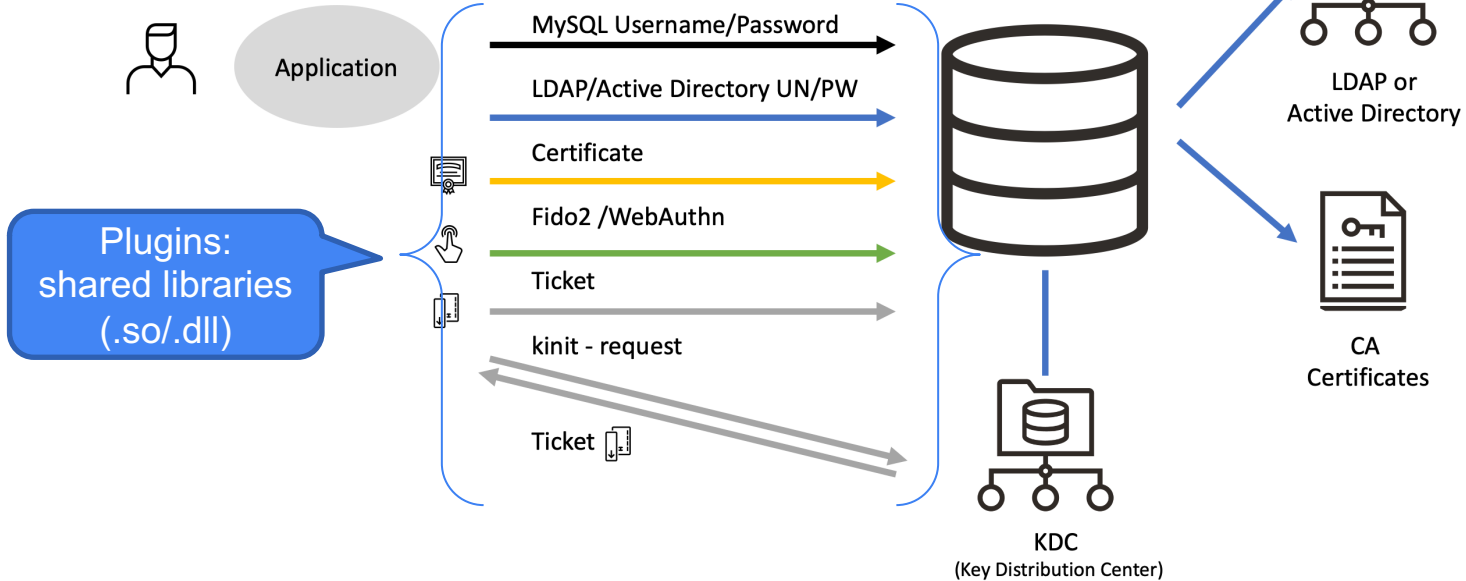 MySQL Username/Password
Application
LDAP/Active Directory UN/PW
LDAP or
Active Directory
Certificate
Fido2 /WebAuthn
Plugins:
shared libraries
(.so/.dll)
Ticket
kinit - request
CA
Certificates
Ticket
KDC
(Key Distribution Center)